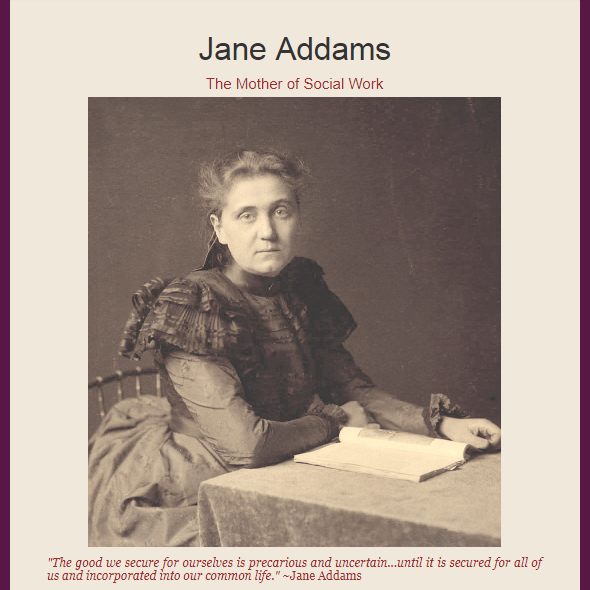 Jane Addams
The Mother of Social Work
"The good we secure for ourselves is precarious and uncertain...until it is secured for all of
us and incorporated into our common life." ~Jane Addams